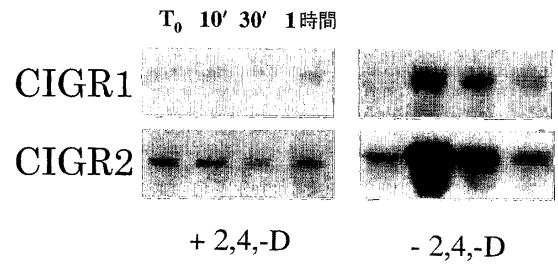 T₀ 10' 30' 1時間
CIGR1
CIGR2
+ 2,4,-D - 2,4,-D